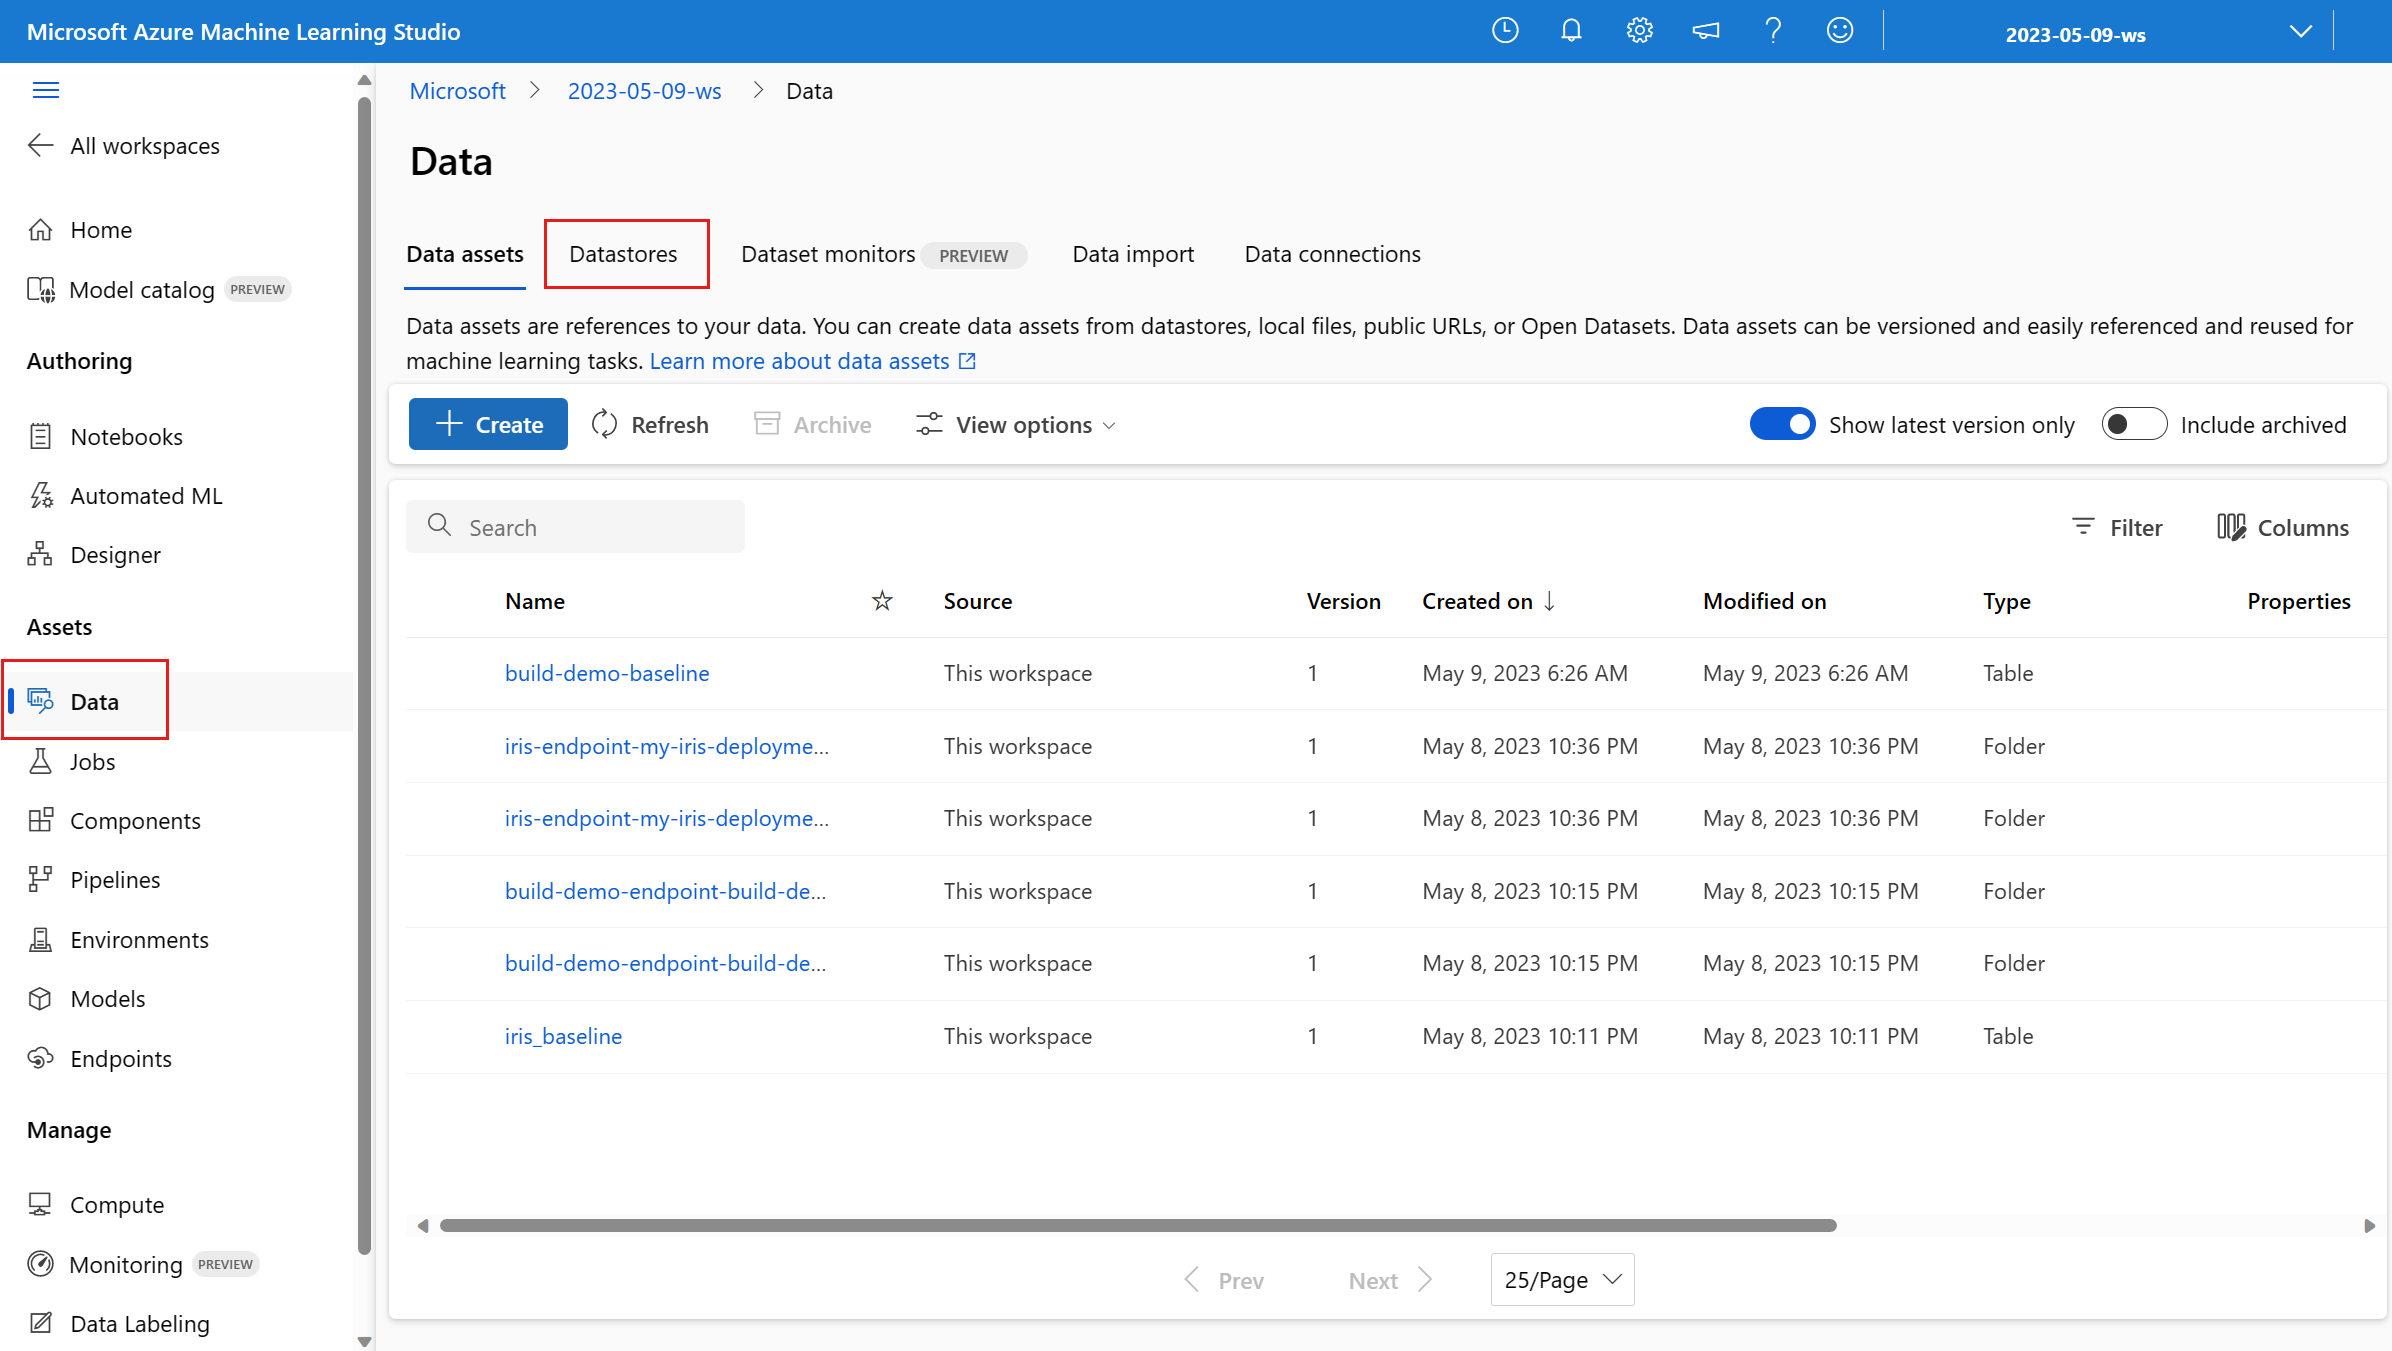 Microsoft Azure Machine Learning Studio
2023-05-09-ws
All workspaces
Home
Model catalog PREVIEW
Authoring
Notebooks
Automated ML
Designer
Assets
Data
Jobs
Components
Pipelines
Environments
Models
Endpoints
Manage
Compute
Monitoring PREVIEW
Data Labeling
Microsoft > 2023-05-09-ws > Data
Data
Data assets Datastores Dataset monitors PREVIEW Data import Data connections
Data assets are references to your data. You can create data assets from datastores, local files, public URLs, or Open Datasets. Data assets can be versioned and easily referenced and reused for
machine learning tasks. Learn more about data assets
Create Refresh Archive View options Show latest version only Include archived
Search Filter Columns
Name Source Version Created on ↓ Modified on Type Properties
build-demo-baseline This workspace 1 May 9, 2023 6:26 AM May 9, 2023 6:26 AM Table
iris-endpoint-my-iris-deployme... This workspace 1 May 8, 2023 10:36 PM May 8, 2023 10:36 PM Folder
iris-endpoint-my-iris-deployme... This workspace 1 May 8, 2023 10:36 PM May 8, 2023 10:36 PM Folder
build-demo-endpoint-build-de... This workspace 1 May 8, 2023 10:15 PM May 8, 2023 10:15 PM Folder
build-demo-endpoint-build-de... This workspace 1 May 8, 2023 10:15 PM May 8, 2023 10:15 PM Folder
iris_baseline This workspace 1 May 8, 2023 10:11 PM May 8, 2023 10:11 PM Table
Prev Next 25/Page